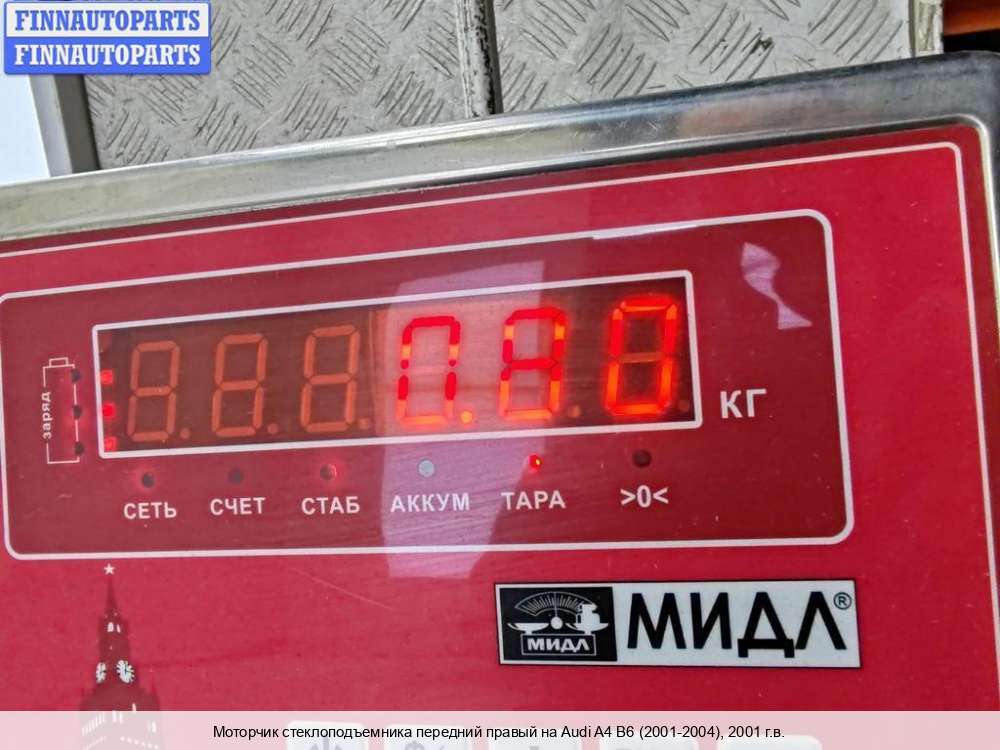 FINNAUTOPARTS
FINNAUTOPARTS
заряд
0.80
КГ
СЕТЬ СЧЕТ СТАБ АККУМ ТАРА >0<
МИДЛ®
МИДЛ
Моторчик стеклоподъемника передний правый на Audi A4 B6 (2001-2004), 2001 г.в.